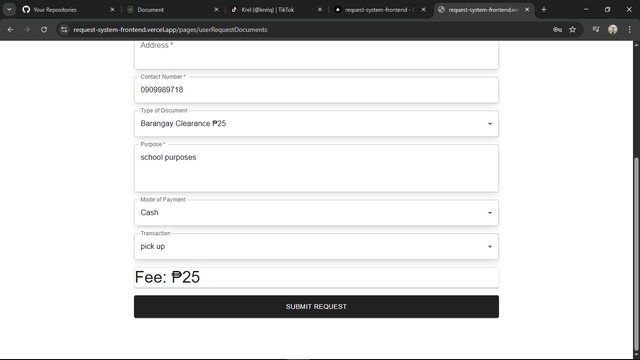 Your Repositories
Document
Krel (@kreiq) | TikTok
request-system-frontend - O
request-system-frontend.ve
request-system-frontend.vercel.app/pages/userRequestDocuments
Address *
Contact Number *
0909989718
Type of Document
Barangay Clearance ₱25
Purpose *
school purposes
Mode of Payment
Cash
Transaction
pick up
Fee: ₱25
SUBMIT REQUEST